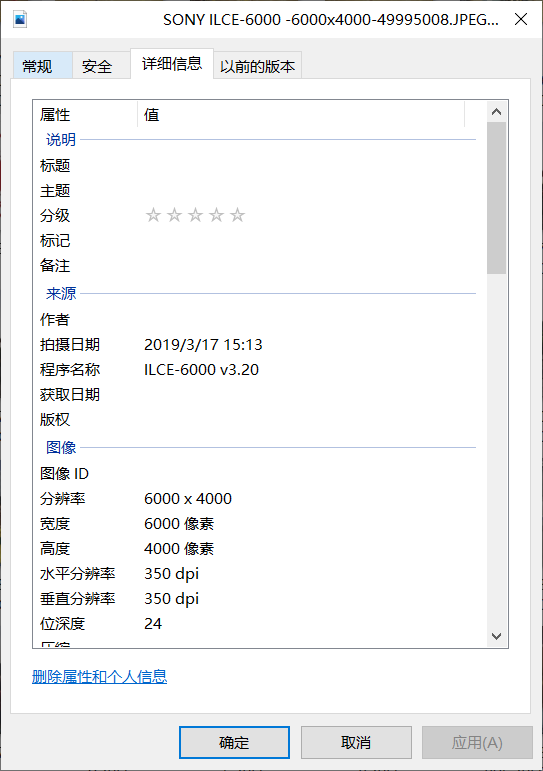 SONY ILCE-6000 -6000x4000-49995008.JPEG...
常规 安全 详细信息 以前的版本
属性 值
说明
标题
主题
分级
标记
备注
来源
作者
拍摄日期 2019/3/17 15:13
程序名称 ILCE-6000 v3.20
获取日期
版权
图像
图像 ID
分辨率 6000 x 4000
宽度 6000 像素
高度 4000 像素
水平分辨率 350 dpi
垂直分辨率 350 dpi
位深度 24
删除属性和个人信息
确定 取消 应用(A)